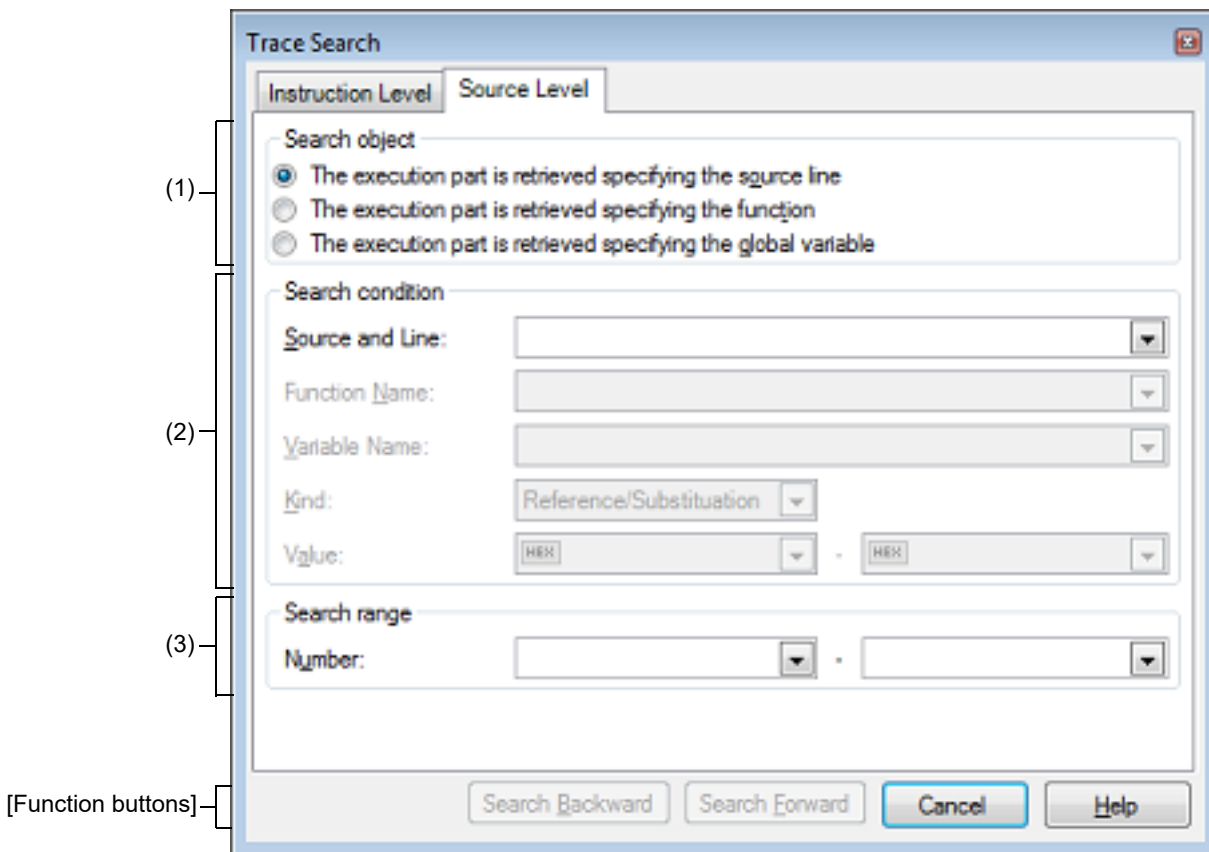 Trace Search
Instruction Level Source Level
(1)
Search object
The execution part is retrieved specifying the source line
The execution part is retrieved specifying the function
The execution part is retrieved specifying the global variable
(2)
Search condition
Source and Line:
Function Name:
Variable Name:
Kind: Reference/Substituation
Value: HEX - HEX
(3)
Search range
Number: -
[Function buttons]
Search Backward Search Forward Cancel Help